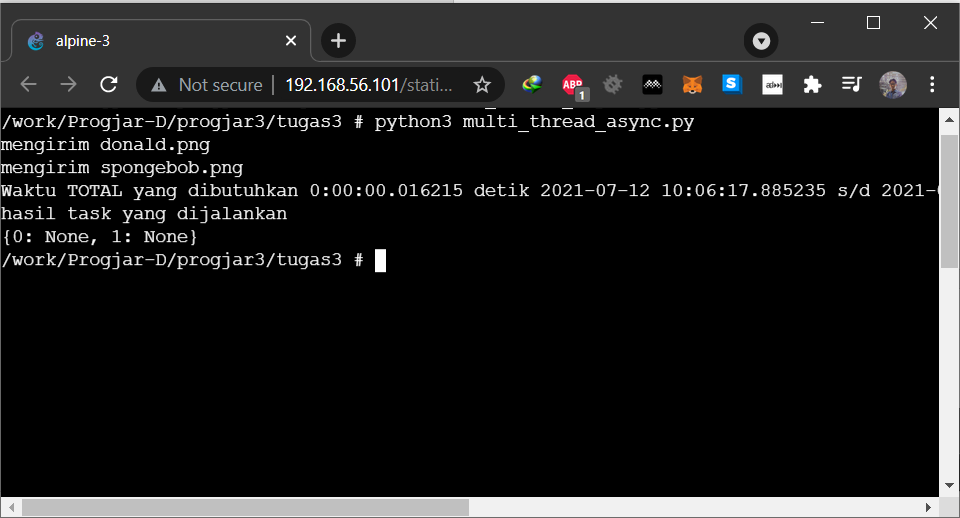 alpine-3
Not secure 192.168.56.101/stati...
ABP
1
S
/work/Progjar-D/progjar3/tugas3 # python3 multi_thread_async.py
mengirim donald.png
mengirim spongebob.png
Waktu TOTAL yang dibutuhkan 0:00:00.016215 detik 2021-07-12 10:06:17.885235 s/d 2021-
hasil task yang dijalankan
{0: None, 1: None}
/work/Progjar-D/progjar3/tugas3 #